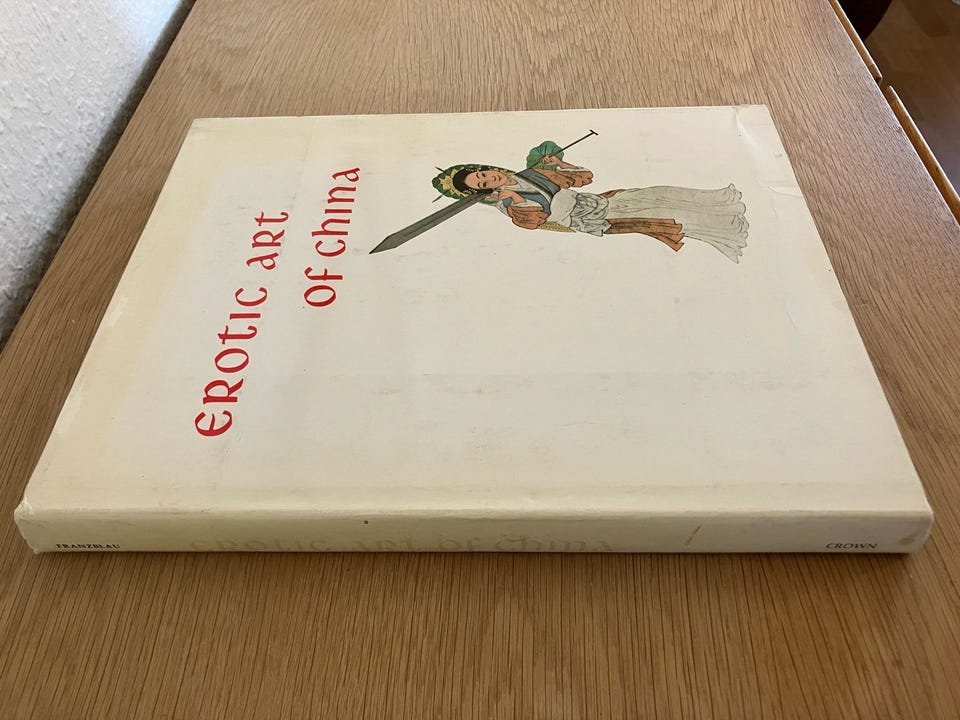 EROTIC ART
OF CHINA
FRANZBLAU
EROTIC ART OF CHINA
CROWN